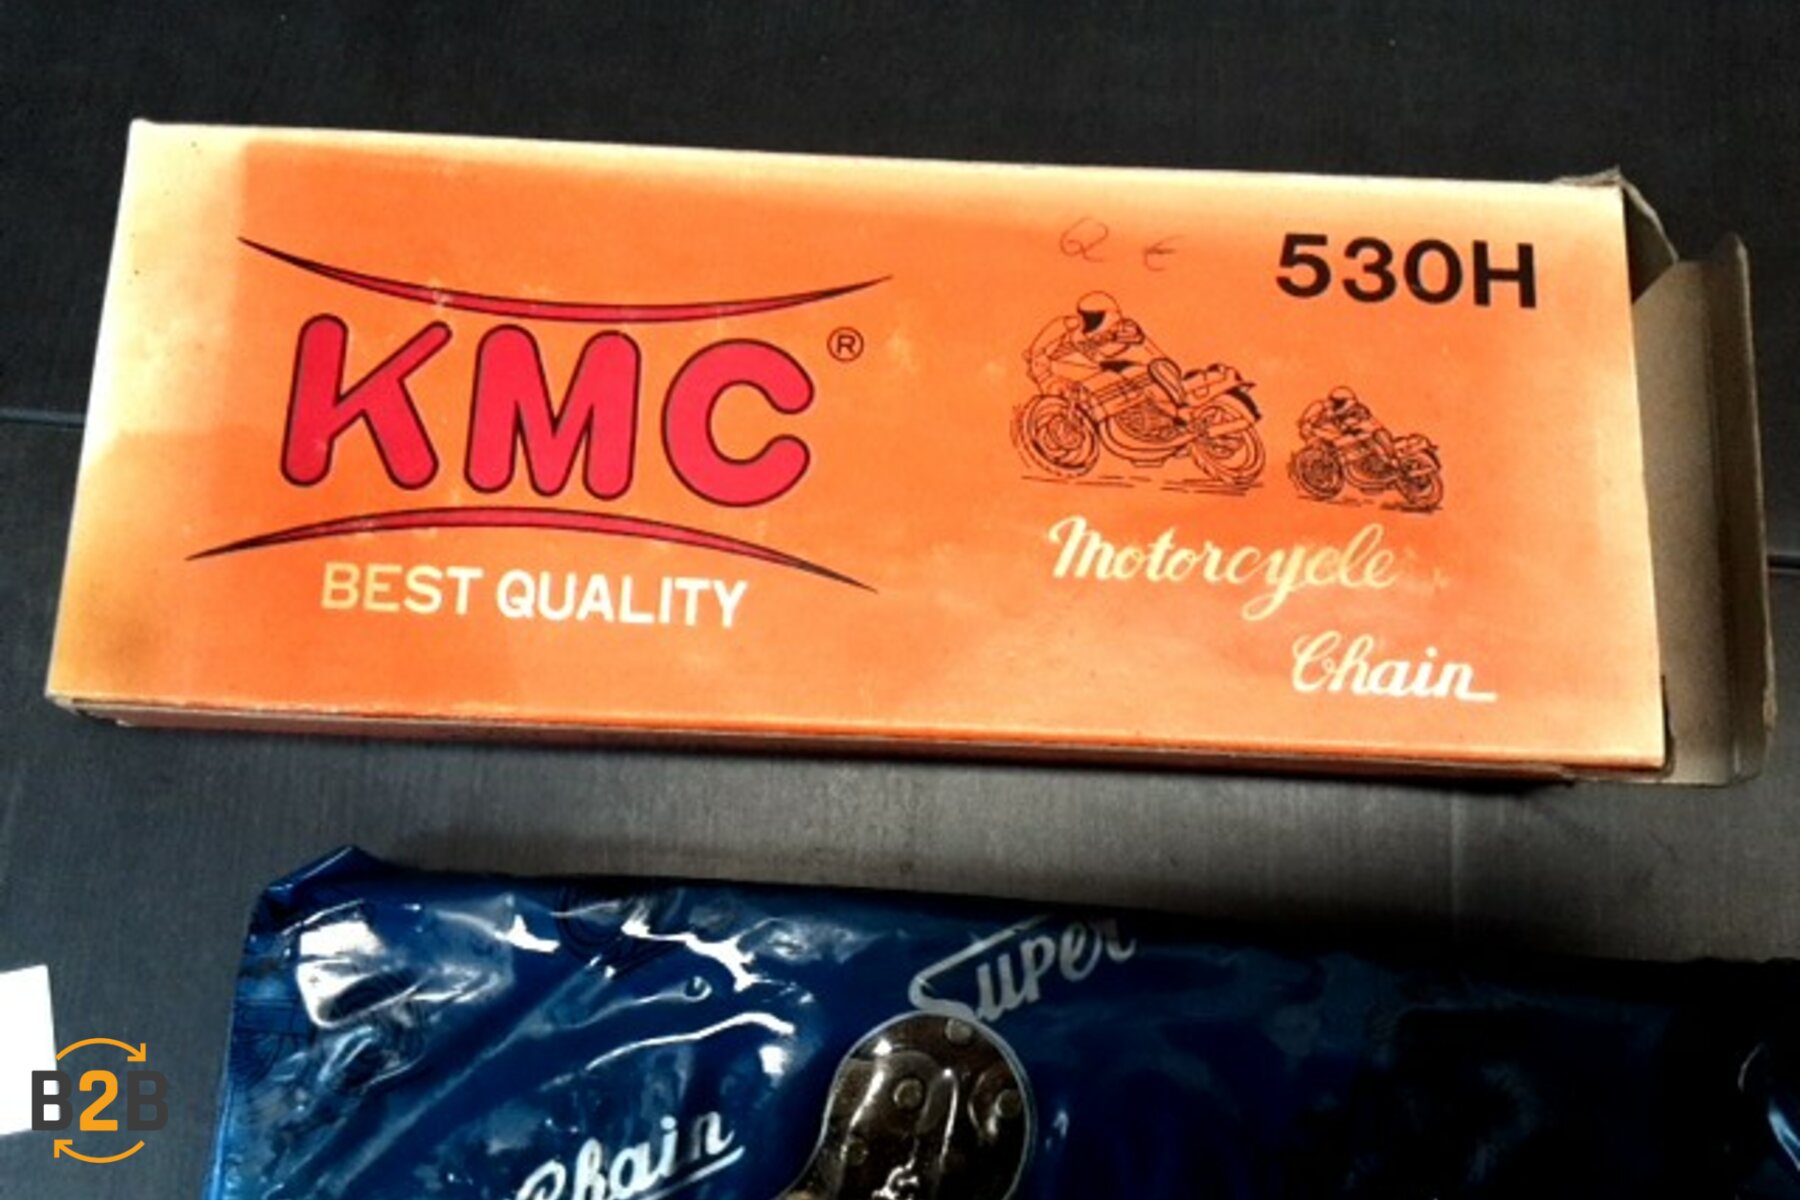 530H
KMC®
Motorcycle
BEST QUALITY
Chain
Super
Chain
B2B